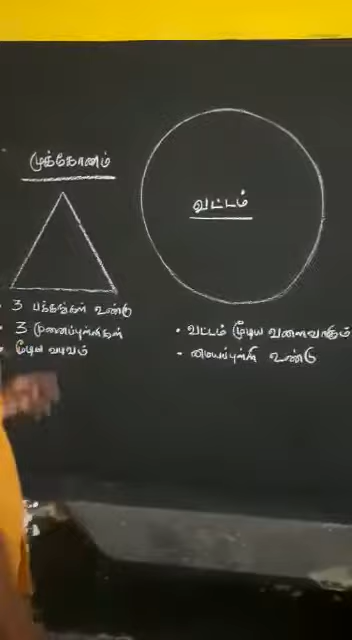 முக்கோணம்
• 3 பக்கங்கள் உண்டு
• 3 முனைப்புள்ளிகள்
• மூடிய வடிவம்
வட்டம்
• வட்டம் மூடிய வளைவாகும்
• மையப்புள்ளி உண்டு